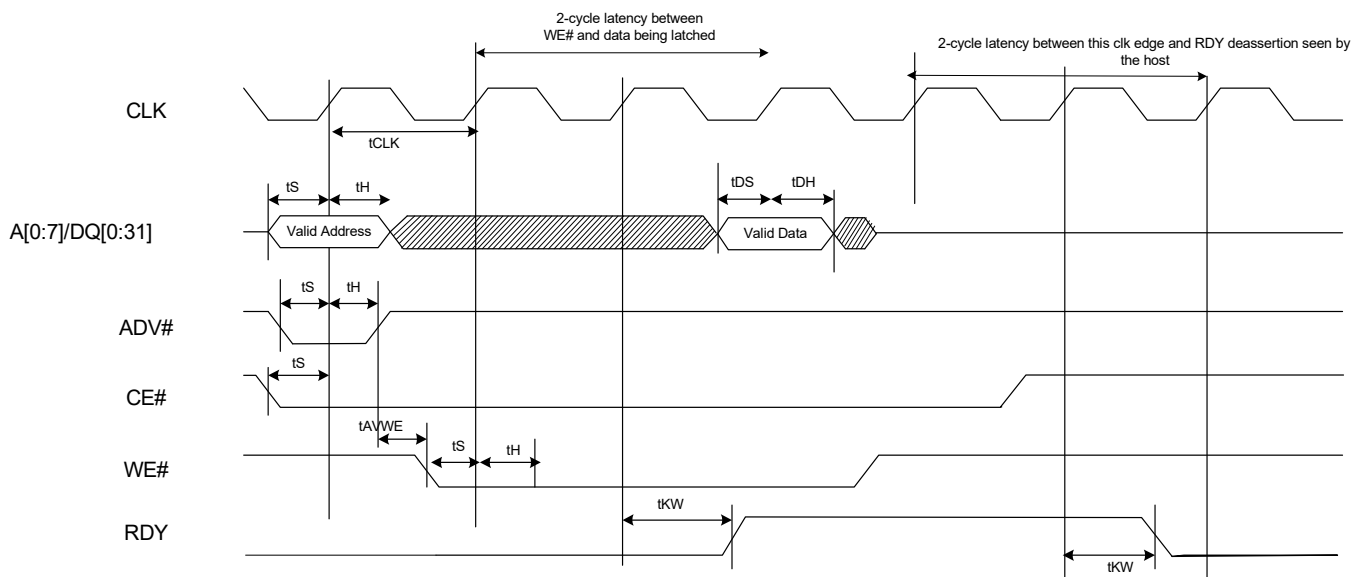 2-cycle latency between
WE# and data being latched
2-cycle latency between this clk edge and RDY deassertion seen by
the host
CLK
tCLK
tS
tH
tDS
tDH
A[0:7]/DQ[0:31]
Valid Address
Valid Data
tS
tH
ADV#
tS
CE#
tAVWE
tS
tH
WE#
tKW
RDY
tKW